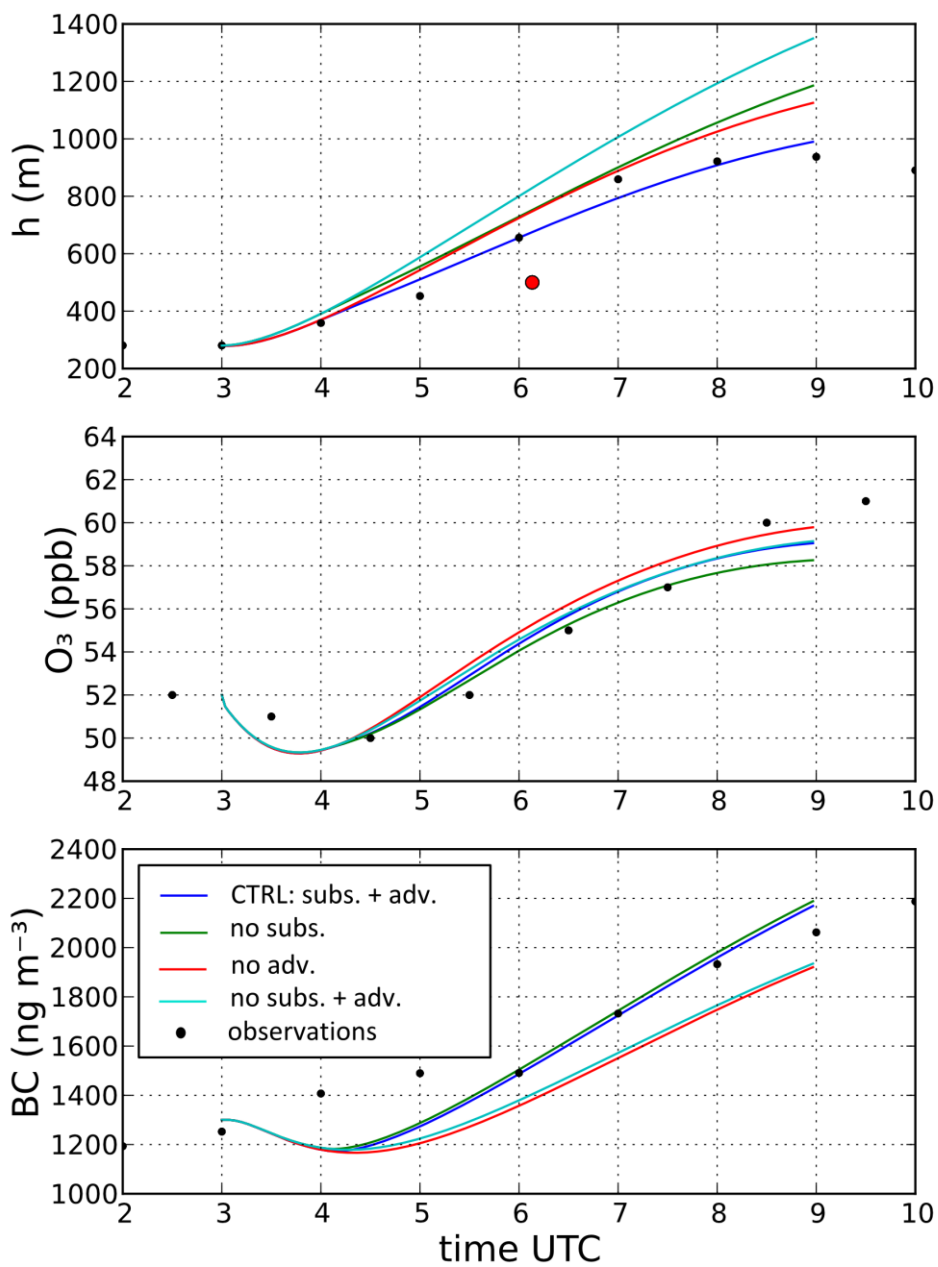 1400
1200
1000
800
600
400
200
h (m)
2 3 4 5 6 7 8 9 10
64
62
60
58
56
54
52
50
48
O₃ (ppb)
2 3 4 5 6 7 8 9 10
2400
2200
2000
1800
1600
1400
1200
1000
BC (ng m⁻³)
CTRL: subs. + adv.
no subs.
no adv.
no subs. + adv.
observations
2 3 4 5 6 7 8 9 10
time UTC